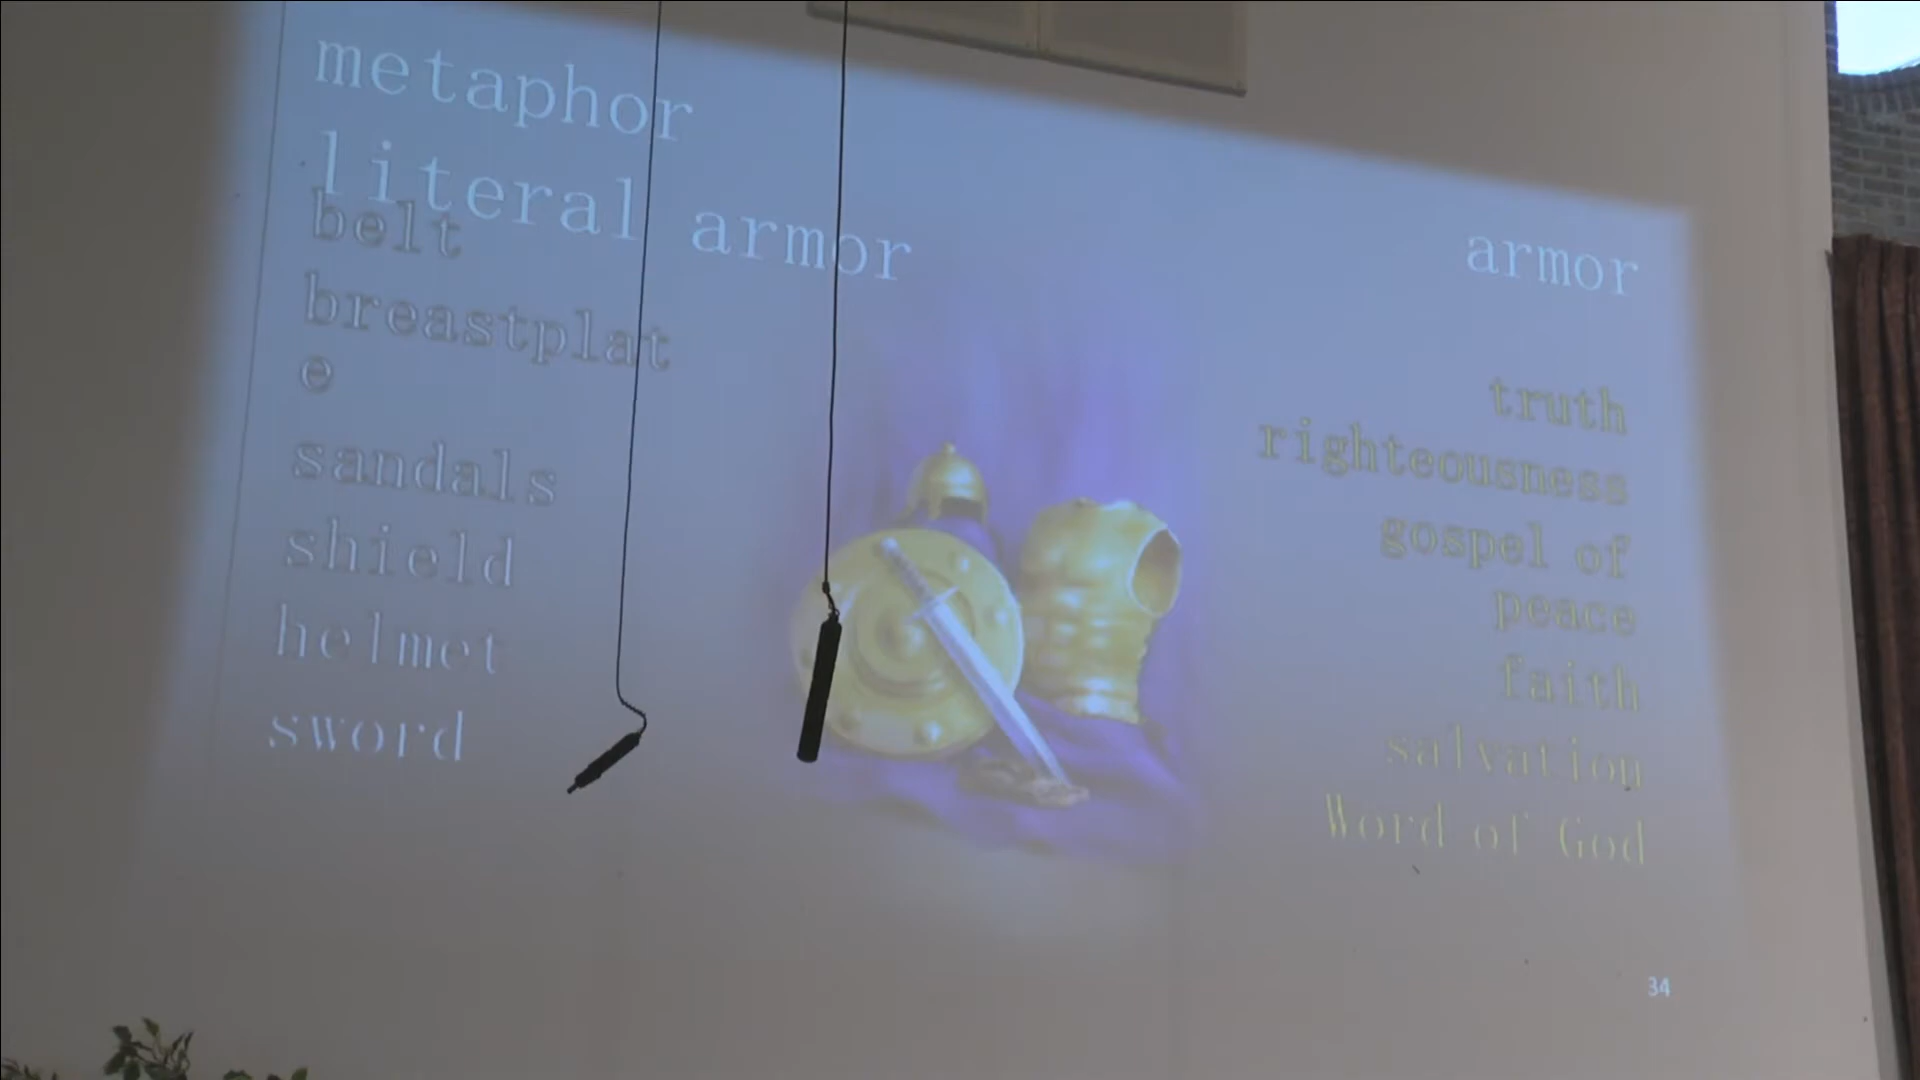 metaphor
literal armor
armor
belt
breastplat
e
sandals
shield
helmet
sword
truth
righteousness
gospel of
peace
faith
salvation
Word of God
34